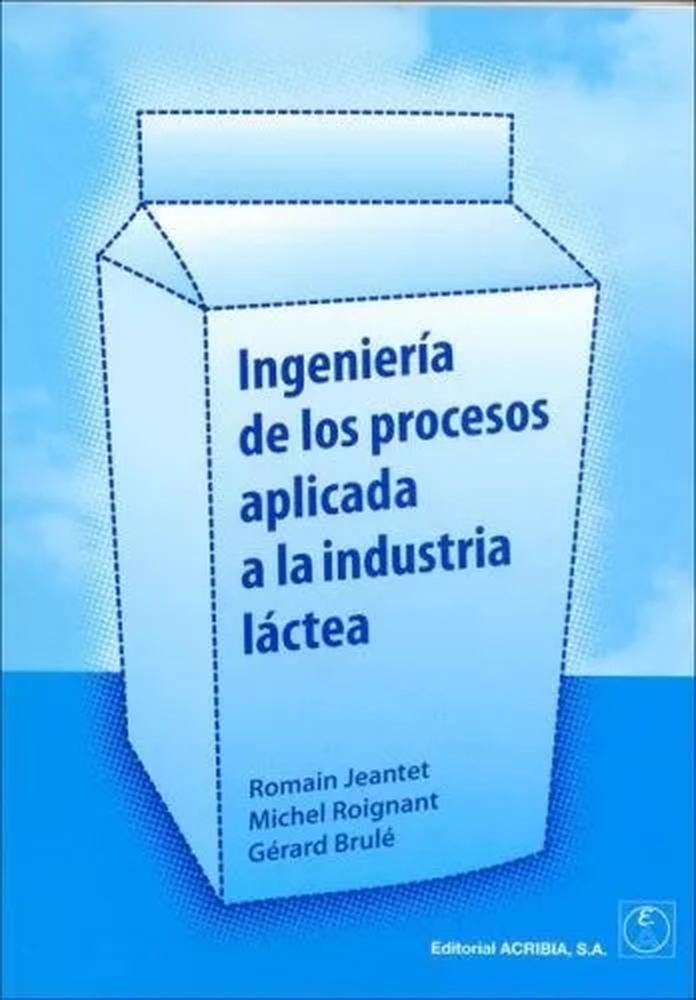 Ingeniería
de los procesos
aplicada
a la industria
láctea
Romain Jeantet
Michel Roignant
Gérard Brulé
Editorial ACRIBIA, S.A.